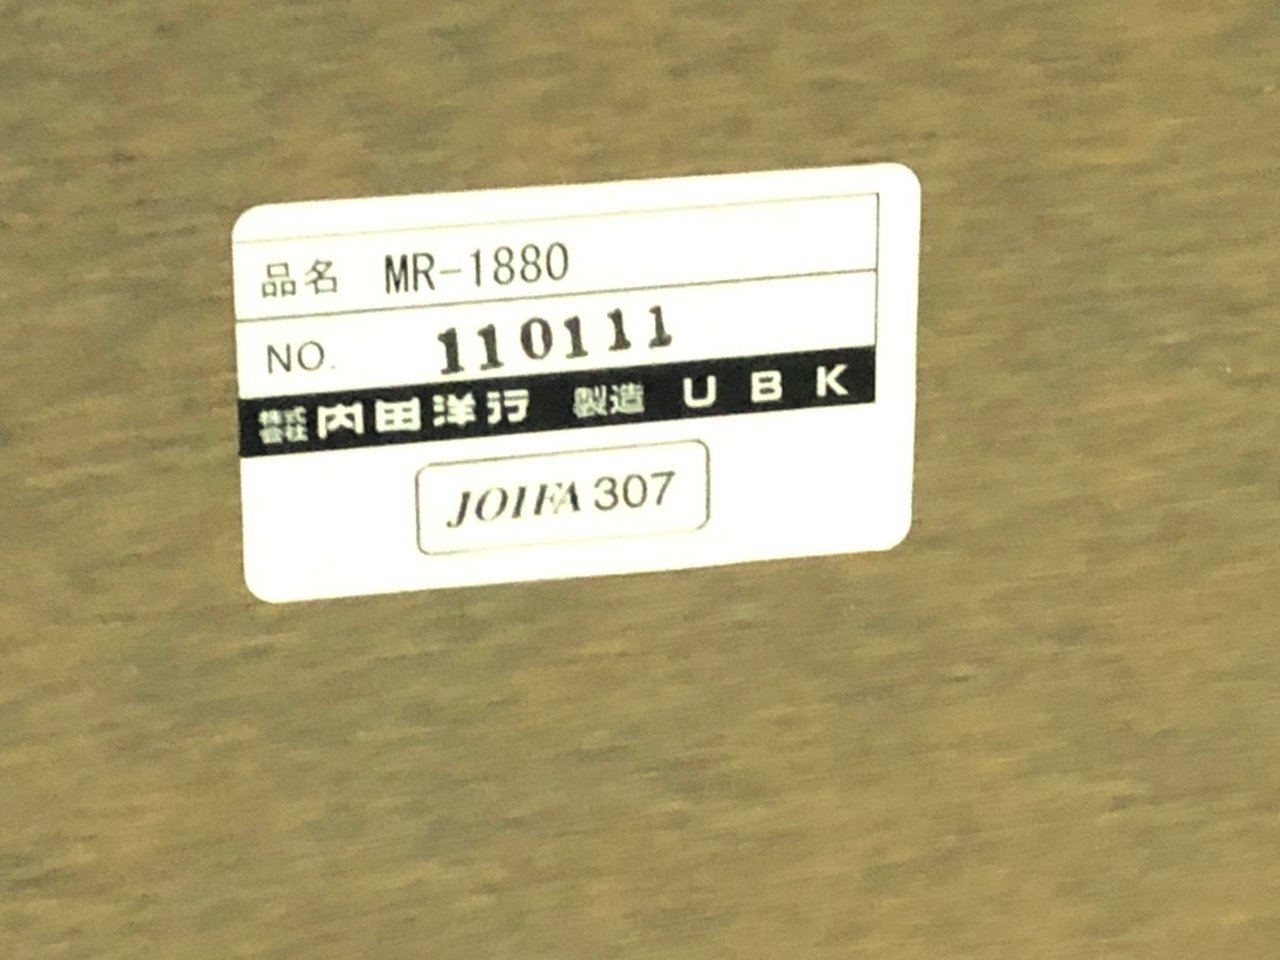 品名 MR-1880
NO. 110111
株式会社 内田洋行 製造 UBK
JOIFA 307